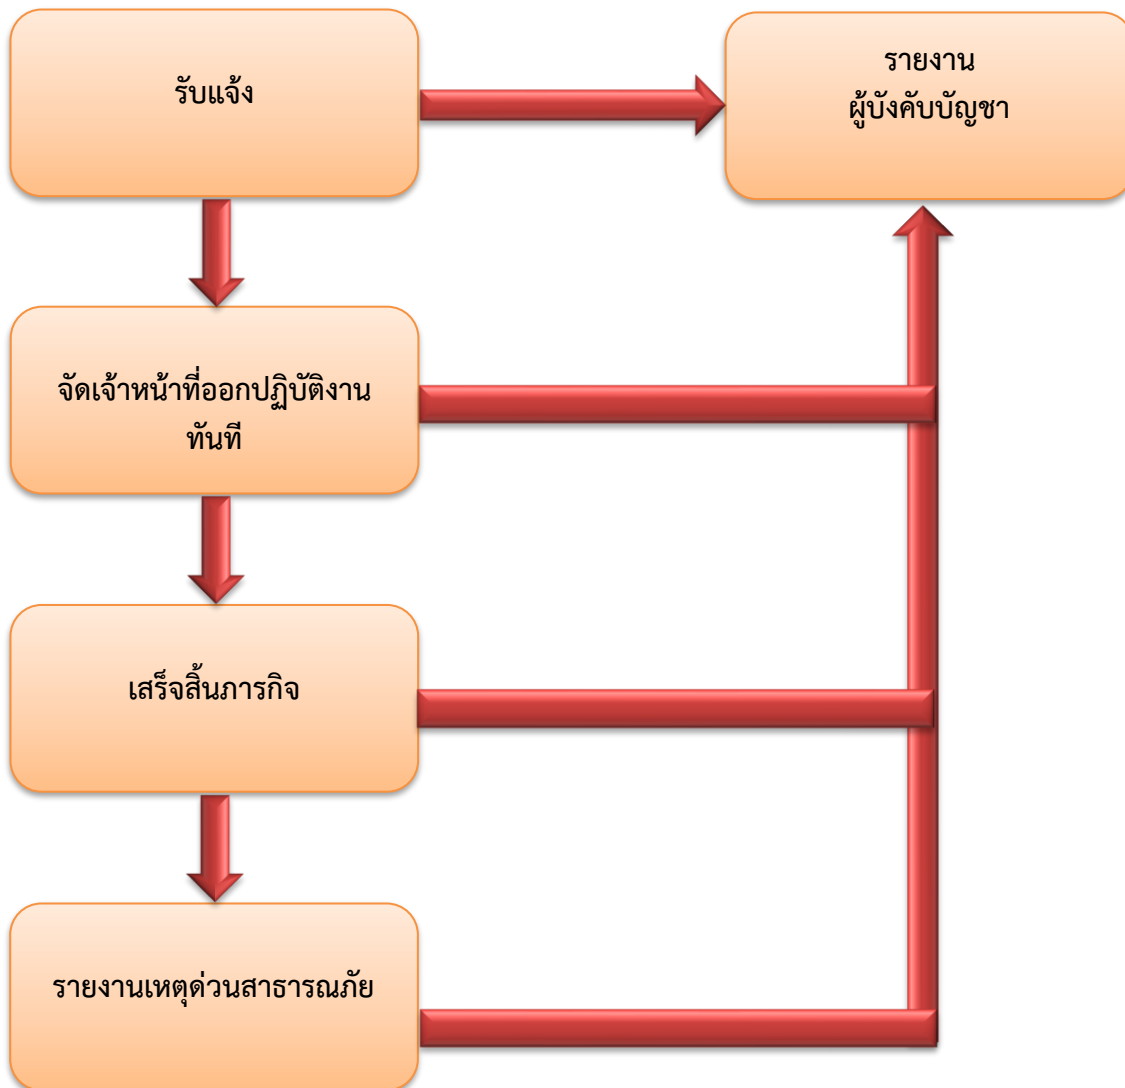 รับแจ้ง
รายงาน
ผู้บังคับบัญชา
จัดเจ้าหน้าที่ออกปฏิบัติงาน
ทันที
เสร็จสิ้นภารกิจ
รายงานเหตุด่วนสาธารณภัย